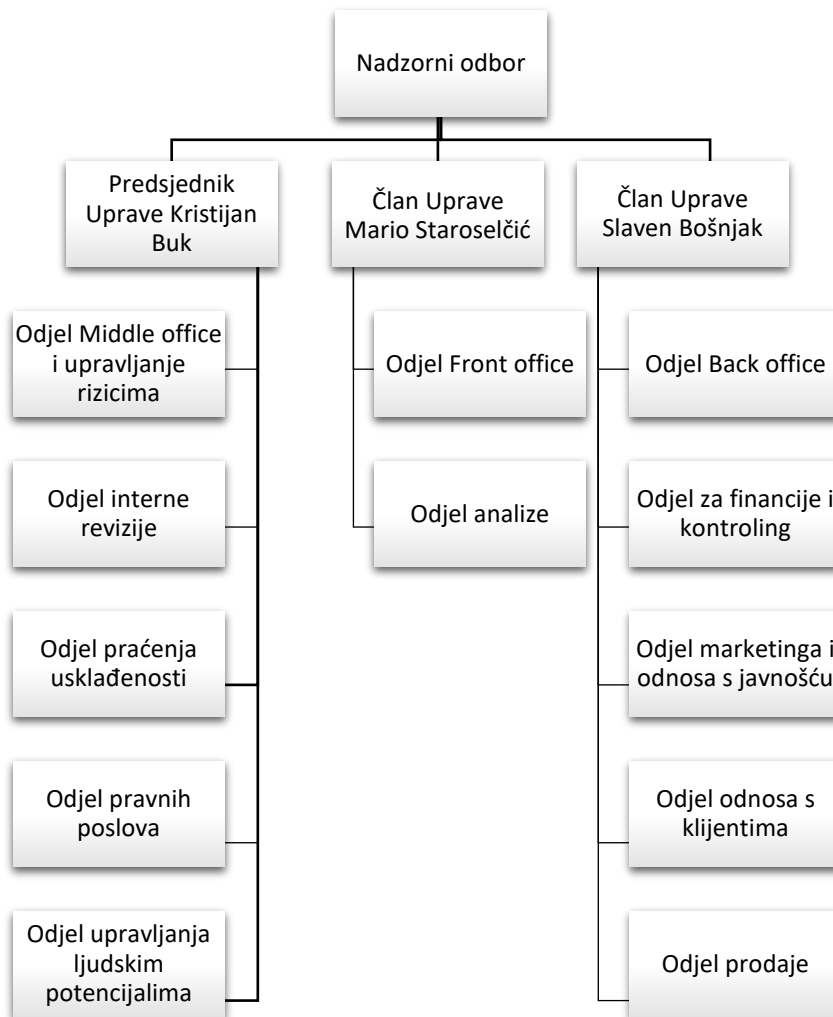 Nadzorni odbor
Predsjednik
Uprave Kristijan
Buk
Član Uprave
Mario Staroselčić
Član Uprave
Slaven Bošnjak
Odjel Middle office
i upravljanje
rizicima
Odjel interne
revizije
Odjel praćenja
usklađenosti
Odjel pravnih
poslova
Odjel upravljanja
ljudskim
potencijalima
Odjel Front office
Odjel analize
Odjel Back office
Odjel za financije i
kontroling
Odjel marketinga i
odnosa s javnošću
Odjel odnosa s
klijentima
Odjel prodaje